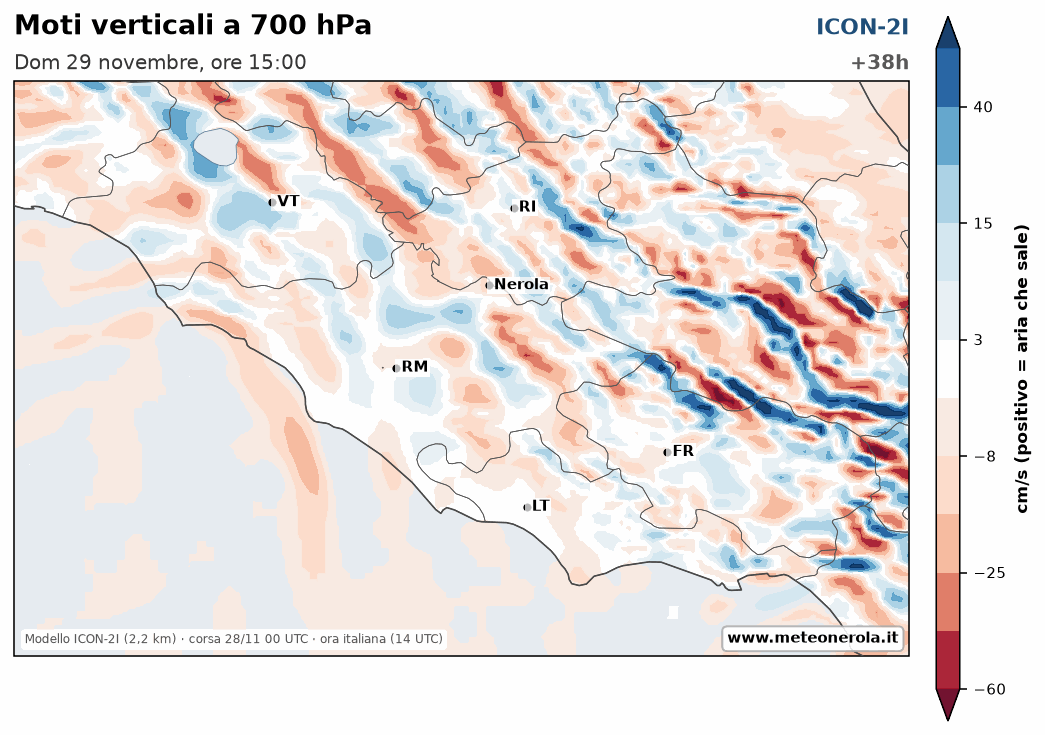 Moti verticali a 700 hPa
ICON-2I
Dom 29 novembre, ore 15:00
+38h
VT
RI
Nerola
RM
FR
LT
Modello ICON-2I (2,2 km) · corsa 28/11 00 UTC · ora italiana (14 UTC)
www.meteonerola.it
40
15
3
−8
−25
−60
cm/s (positivo = aria che sale)